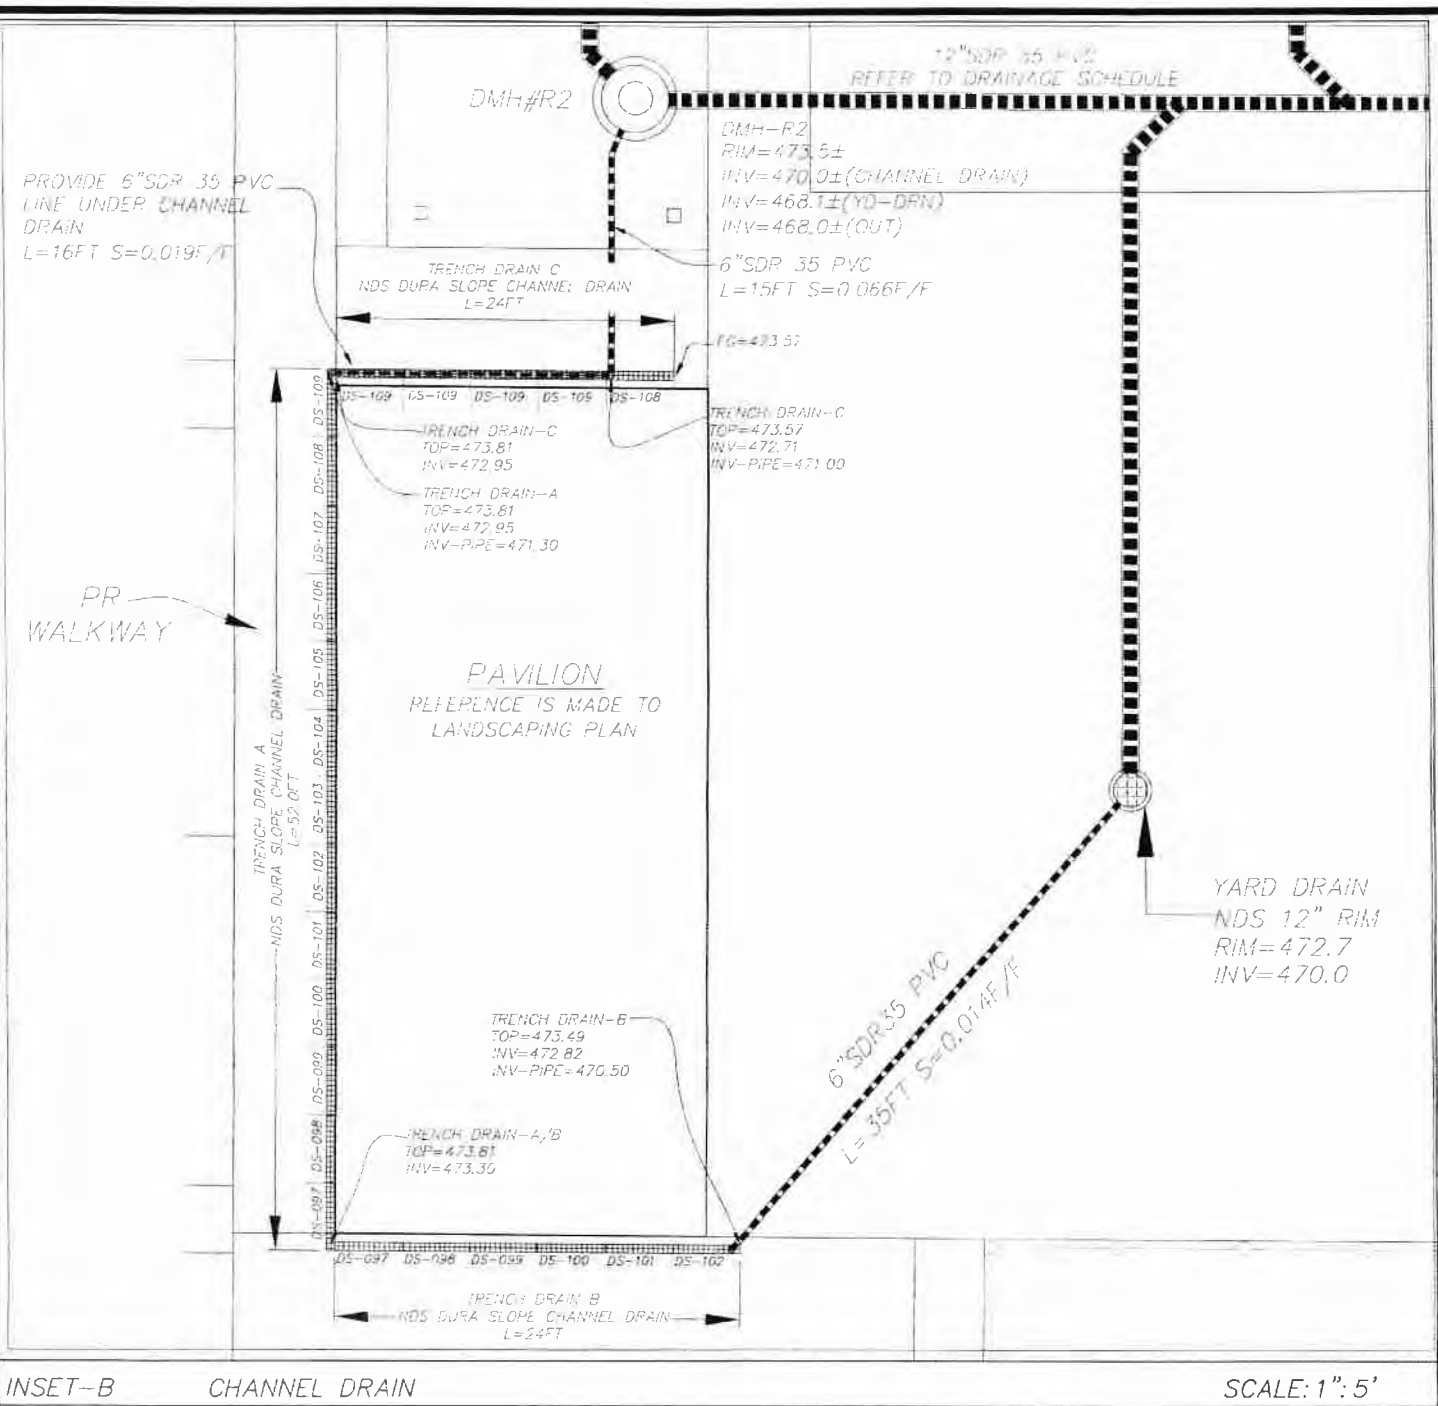 12"SDR 35 PVC
REFER TO DRAINAGE SCHEDULE
DMH#R2
DMH-R2
RIM=473.5±
INV=470.0±(CHANNEL DRAIN)
INV=468.1±(YD-DRN)
INV=468.0±(OUT)
PROVIDE 6"SDR 35 PVC
LINE UNDER CHANNEL
DRAIN
L=16FT S=0.019F/F
6"SDR 35 PVC
L=15FT S=0.066F/F
TRENCH DRAIN C
NDS DURA SLOPE CHANNEL DRAIN
L=24FT
FG=473.57
DS-109 DS-109 DS-109 DS-109 DS-108
TRENCH DRAIN-C
TOP=473.81
INV=472.95
TRENCH DRAIN-C
TOP=473.57
INV=472.71
INV-PIPE=471.00
TRENCH DRAIN-A
TOP=473.81
INV=472.95
INV-PIPE=471.30
PR
WALKWAY
PAVILION
REFERENCE IS MADE TO
LANDSCAPING PLAN
TRENCH DRAIN A
NDS DURA SLOPE CHANNEL DRAIN
L=52.0FT
DS-097 DS-098 DS-099 DS-100 DS-101 DS-102 DS-103 DS-104 DS-105 DS-106 DS-107 DS-108 DS-109
YARD DRAIN
NDS 12" RIM
RIM=472.7
INV=470.0
6"SDR35 PVC
L=35FT S=0.014F/F
TRENCH DRAIN-B
TOP=473.49
INV=472.82
INV-PIPE=470.50
TRENCH DRAIN-A/B
TOP=473.81
INV=473.30
DS-097 DS-098 DS-099 DS-100 DS-101 DS-102
TRENCH DRAIN B
NDS DURA SLOPE CHANNEL DRAIN
L=24FT
INSET-B CHANNEL DRAIN SCALE: 1": 5'